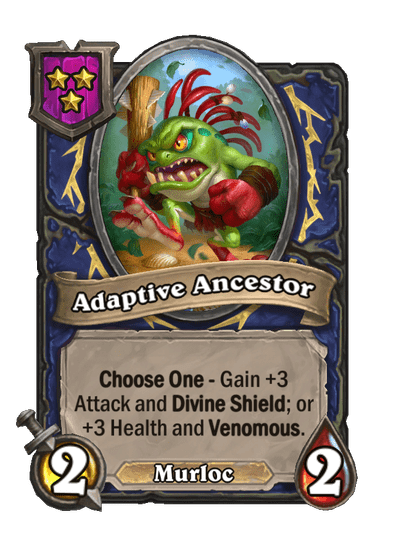 Adaptive Ancestor
Choose One - Gain +3
Attack and Divine Shield; or
+3 Health and Venomous.
2
Murloc
2